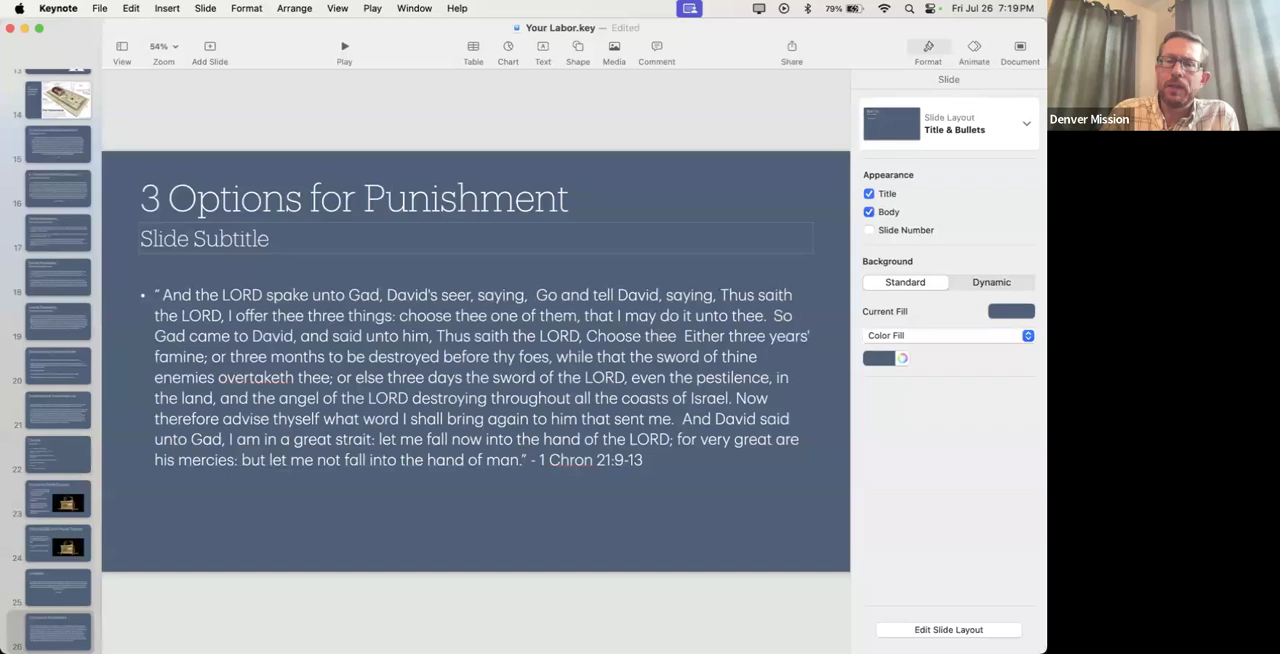 Keynote File Edit Insert Slide Format Arrange View Play Window Help 79% Fri Jul 26 7:19 PM
Your Labor.key — Edited
54%
View Zoom Add Slide Play Table Chart Text Shape Media Comment Share Format Animate Document
Slide
Slide Layout
Title & Bullets
Appearance
Title
Body
Slide Number
Background
Standard Dynamic
Current Fill
Color Fill
Edit Slide Layout
14
15
16
17
18
19
20
21
22
23
24
25
26
3 Options for Punishment
Slide Subtitle
• “ And the LORD spake unto Gad, David's seer, saying, Go and tell David, saying, Thus saith
the LORD, I offer thee three things: choose thee one of them, that I may do it unto thee. So
Gad came to David, and said unto him, Thus saith the LORD, Choose thee Either three years'
famine; or three months to be destroyed before thy foes, while that the sword of thine
enemies overtaketh thee; or else three days the sword of the LORD, even the pestilence, in
the land, and the angel of the LORD destroying throughout all the coasts of Israel. Now
therefore advise thyself what word I shall bring again to him that sent me. And David said
unto Gad, I am in a great strait: let me fall now into the hand of the LORD; for very great are
his mercies: but let me not fall into the hand of man.” - 1 Chron 21:9-13
Denver Mission